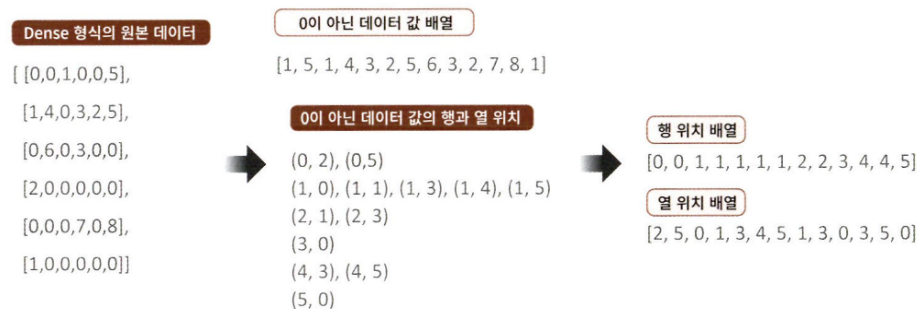 Dense 형식의 원본 데이터
[ [0,0,1,0,0,5],
[1,4,0,3,2,5],
[0,6,0,3,0,0],
[2,0,0,0,0,0],
[0,0,0,7,0,8],
[1,0,0,0,0,0]]
0이 아닌 데이터 값 배열
[1, 5, 1, 4, 3, 2, 5, 6, 3, 2, 7, 8, 1]
0이 아닌 데이터 값의 행과 열 위치
(0, 2), (0,5)
(1, 0), (1, 1), (1, 3), (1, 4), (1, 5)
(2, 1), (2, 3)
(3, 0)
(4, 3), (4, 5)
(5, 0)
행 위치 배열
[0, 0, 1, 1, 1, 1, 1, 2, 2, 3, 4, 4, 5]
열 위치 배열
[2, 5, 0, 1, 3, 4, 5, 1, 3, 0, 3, 5, 0]